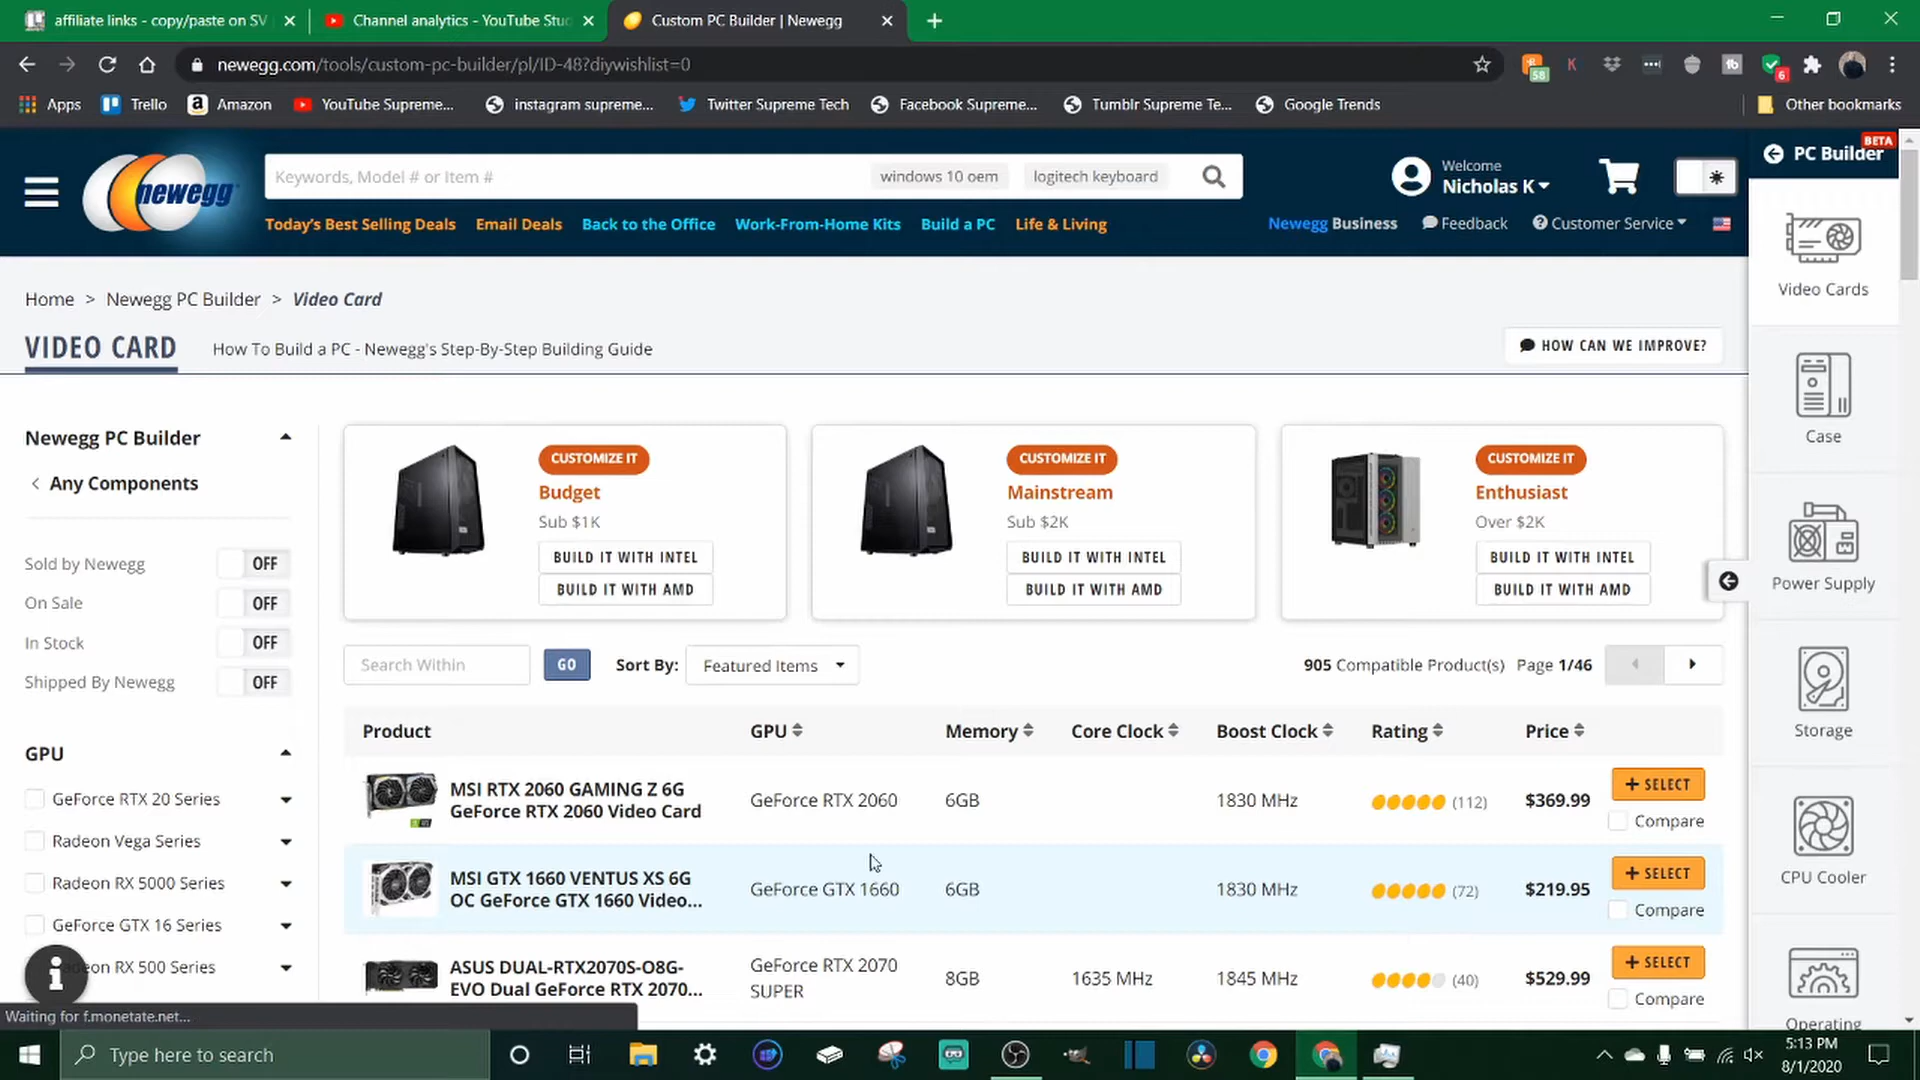 affiliate links - copy/paste on SV
Channel analytics - YouTube Stud
Custom PC Builder | Newegg
newegg.com/tools/custom-pc-builder/pl/ID-48?diywishlist=0
58
K
tb
6
Apps
Trello
Amazon
YouTube Supreme...
instagram supreme...
Twitter Supreme Tech
Facebook Supreme...
Tumblr Supreme Te...
Google Trends
Other bookmarks
newegg
Keywords, Model # or Item #
windows 10 oem
logitech keyboard
Welcome
Nicholas K
BETA
PC Builder
Today's Best Selling Deals
Email Deals
Back to the Office
Work-From-Home Kits
Build a PC
Life & Living
Newegg Business
Feedback
Customer Service
Home > Newegg PC Builder > Video Card
VIDEO CARD
How To Build a PC - Newegg's Step-By-Step Building Guide
HOW CAN WE IMPROVE?
Newegg PC Builder
Any Components
Sold by Newegg OFF
On Sale OFF
In Stock OFF
Shipped By Newegg OFF
GPU
GeForce RTX 20 Series
Radeon Vega Series
Radeon RX 5000 Series
GeForce GTX 16 Series
adeon RX 500 Series
CUSTOMIZE IT
Budget
Sub $1K
BUILD IT WITH INTEL
BUILD IT WITH AMD
CUSTOMIZE IT
Mainstream
Sub $2K
BUILD IT WITH INTEL
BUILD IT WITH AMD
CUSTOMIZE IT
Enthusiast
Over $2K
BUILD IT WITH INTEL
BUILD IT WITH AMD
Search Within
GO
Sort By:
Featured Items
905 Compatible Product(s) Page 1/46
Product GPU Memory Core Clock Boost Clock Rating Price
MSI RTX 2060 GAMING Z 6G
GeForce RTX 2060 Video Card
GeForce RTX 2060
6GB
1830 MHz
(112)
$369.99
+ SELECT
Compare
MSI GTX 1660 VENTUS XS 6G
OC GeForce GTX 1660 Video...
GeForce GTX 1660
6GB
1830 MHz
(72)
$219.95
+ SELECT
Compare
ASUS DUAL-RTX2070S-O8G-
EVO Dual GeForce RTX 2070...
GeForce RTX 2070
SUPER
8GB
1635 MHz
1845 MHz
(40)
$529.99
+ SELECT
Compare
Video Cards
Case
Power Supply
Storage
CPU Cooler
Operating
Waiting for f.monetate.net...
Type here to search
5:13 PM
8/1/2020